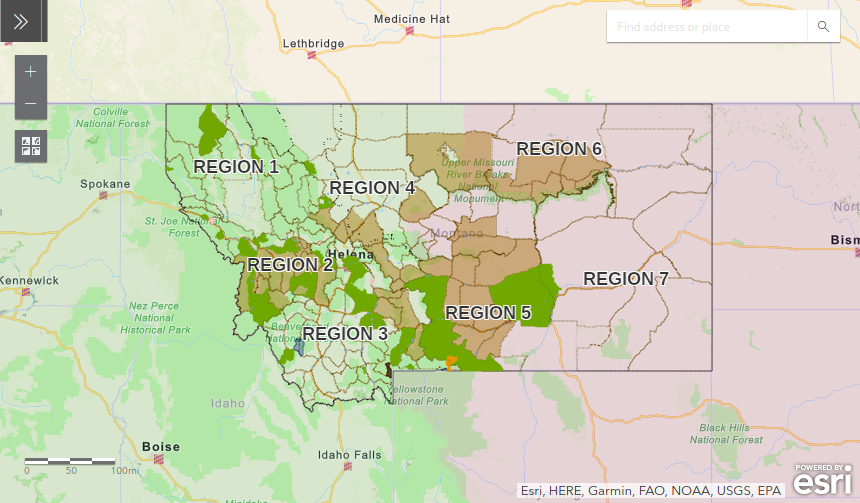 Medicine Hat
Find address or place
Lethbridge
+
−
Colville
National Forest
REGION 6
REGION 1
Upper Missouri
River Breaks
National
Monument
REGION 4
Spokane
St. Joe National
Forest
North
Montana
Bism
Helena
REGION 2
REGION 7
Kennewick
Nez Perce
National
Historical Park
REGION 5
Beaverhead
National
REGION 3
Yellowstone
National Park
Idaho
Black Hills
National Forest
Boise
Idaho Falls
0 50 100mi
POWERED BY
esri
Esri, HERE, Garmin, FAO, NOAA, USGS, EPA